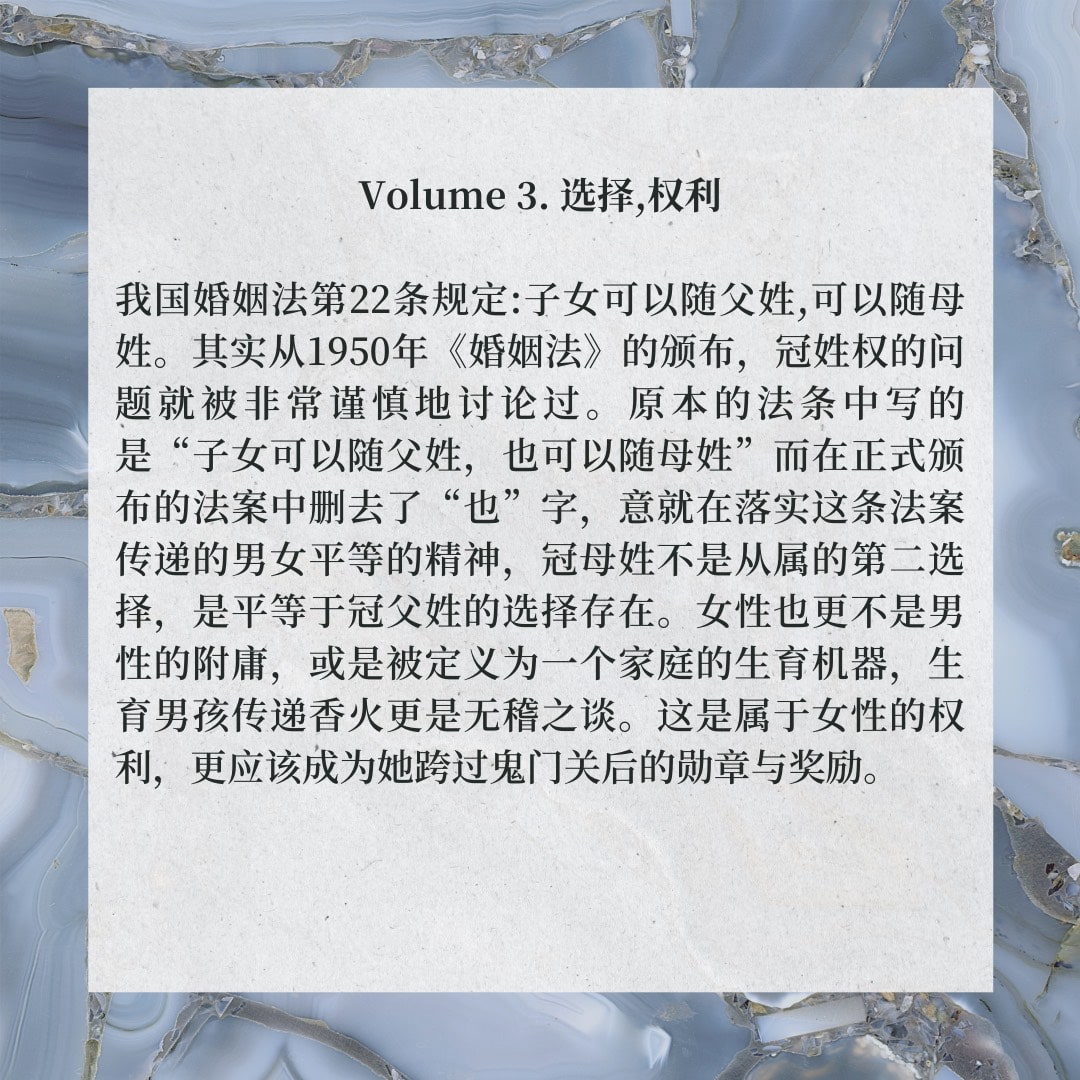 Volume 3. 选择,权利
我国婚姻法第22条规定:子女可以随父姓,可以随母
姓。其实从1950年《婚姻法》的颁布，冠姓权的问
题就被非常谨慎地讨论过。原本的法条中写的
是“子女可以随父姓，也可以随母姓”而在正式颁
布的法案中删去了“也”字，意就在落实这条法案
传递的男女平等的精神，冠母姓不是从属的第二选
择，是平等于冠父姓的选择存在。女性也更不是男
性的附庸，或是被定义为一个家庭的生育机器，生
育男孩传递香火更是无稽之谈。这是属于女性的权
利，更应该成为她跨过鬼门关后的勋章与奖励。